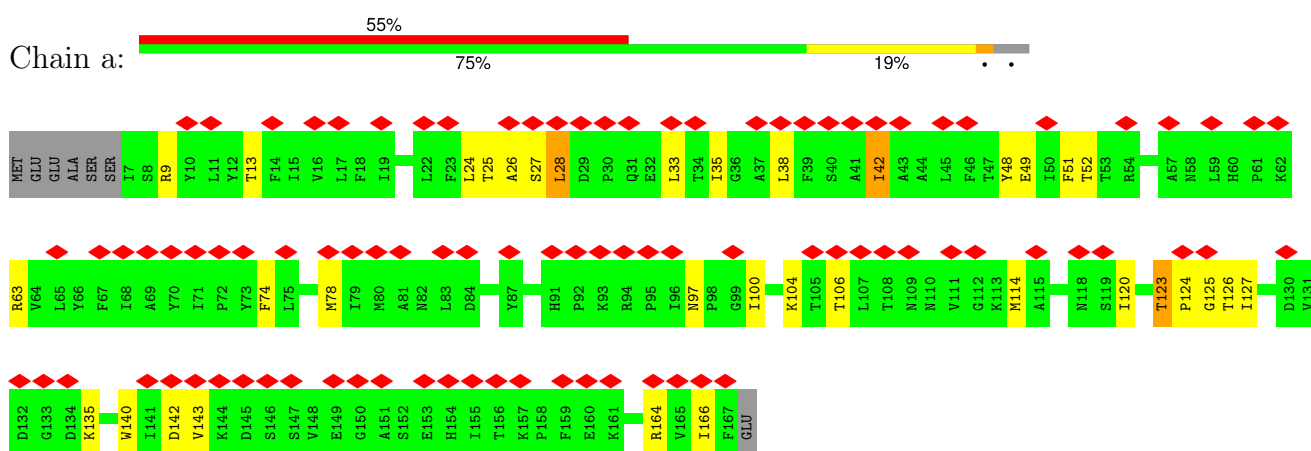 55%
Chain a:
75% 19% • •
MET GLU GLU ALA SER SER I7 S8 R9 Y10 L11 Y12 T13 F14 I15 V16 L17 F18 I19 L22 F23 L24 T25 A26 S27 L28 D29 P30 Q31 E32 L33 T34 I35 G36 A37 L38 F39 S40 A41 I42 A43 A44 L45 F46 T47 Y48 E49 I50 F51 T52 T53 R54 A57 N58 L59 H60 P61 K62
R63 V64 L65 Y66 F67 I68 A69 Y70 I71 P72 Y73 F74 L75 M78 I79 M80 A81 N82 L83 D84 Y87 H91 P92 K93 R94 P95 I96 N97 P98 G99 I100 K104 T105 T106 L107 T108 N109 N110 V111 G112 K113 M114 A115 N118 S119 I120 T123 P124 G125 T126 I127 D130 V131
D132 G133 D134 K135 W140 I141 D142 V143 K144 D145 S146 S147 V148 E149 G150 A151 S152 E153 H154 I155 T156 K157 P158 F159 E160 K161 R164 V165 I166 F167 GLU